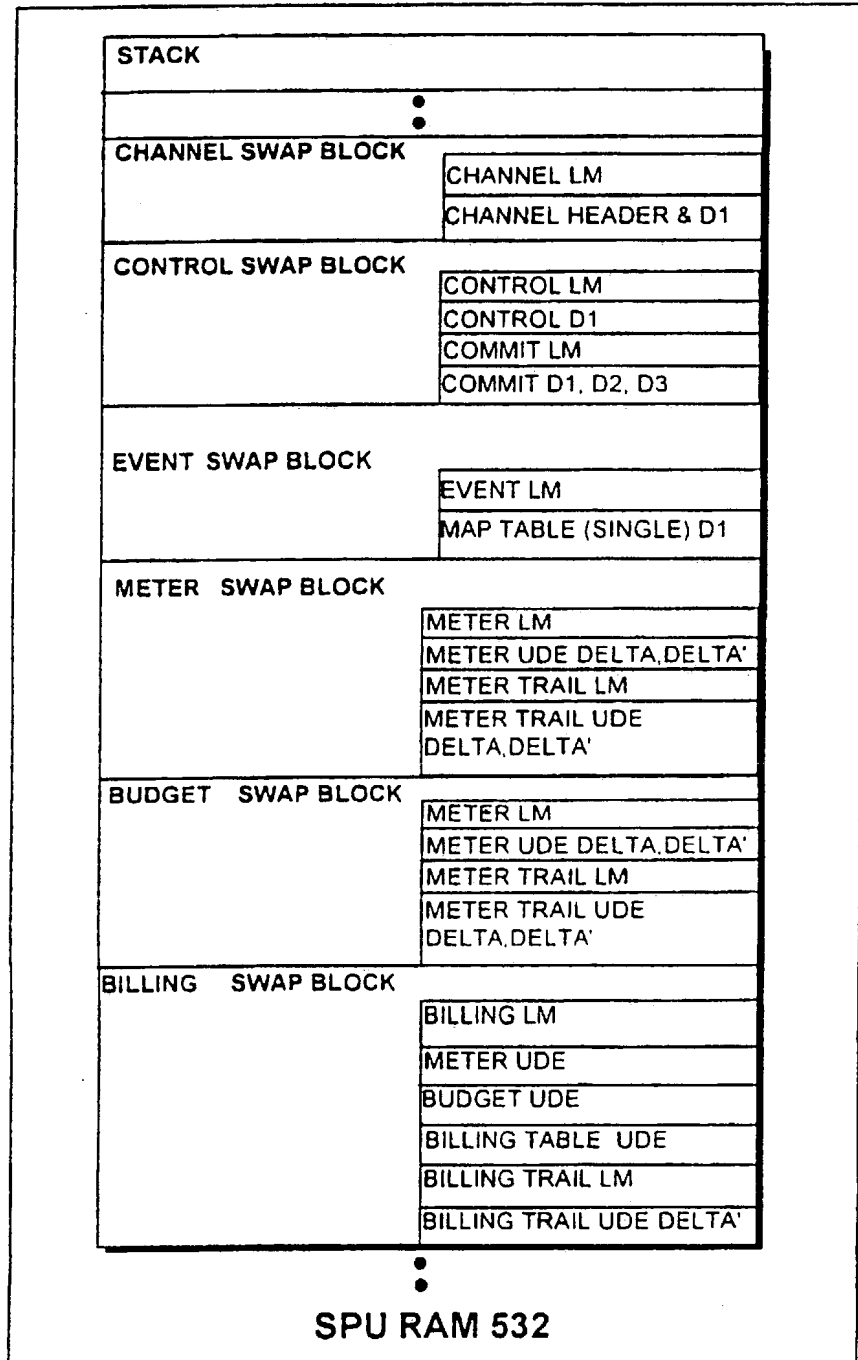 STACK
CHANNEL SWAP BLOCK
CHANNEL LM
CHANNEL HEADER & D1
CONTROL SWAP BLOCK
CONTROL LM
CONTROL D1
COMMIT LM
COMMIT D1, D2, D3
EVENT SWAP BLOCK
EVENT LM
MAP TABLE (SINGLE) D1
METER SWAP BLOCK
METER LM
METER UDE DELTA,DELTA'
METER TRAIL LM
METER TRAIL UDE
DELTA,DELTA'
BUDGET SWAP BLOCK
METER LM
METER UDE DELTA,DELTA'
METER TRAIL LM
METER TRAIL UDE
DELTA,DELTA'
BILLING SWAP BLOCK
BILLING LM
METER UDE
BUDGET UDE
BILLING TABLE UDE
BILLING TRAIL LM
BILLING TRAIL UDE DELTA'
SPU RAM 532